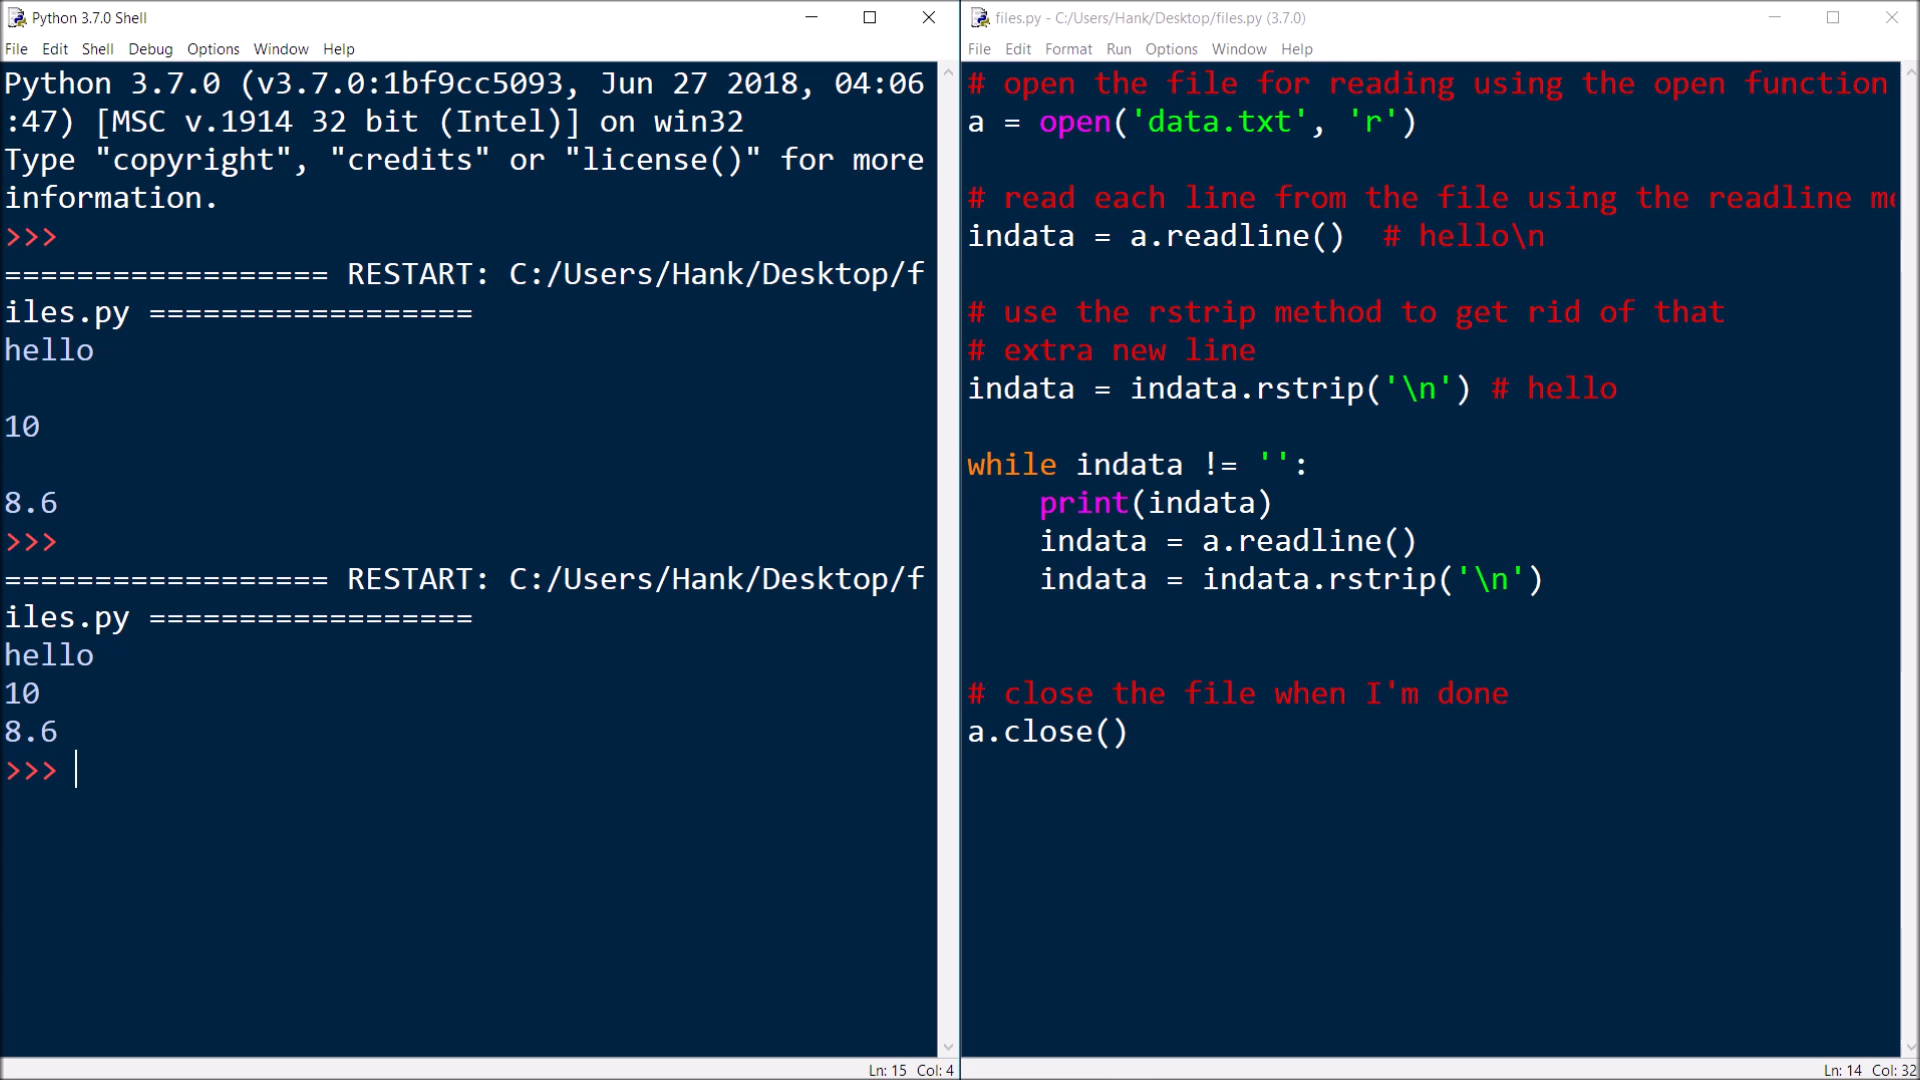 Python 3.7.0 Shell
File Edit Shell Debug Options Window Help
Python 3.7.0 (v3.7.0:1bf9cc5093, Jun 27 2018, 04:06
:47) [MSC v.1914 32 bit (Intel)] on win32
Type "copyright", "credits" or "license()" for more
information.
>>>
================== RESTART: C:/Users/Hank/Desktop/f
iles.py ==================
hello
10
8.6
>>>
================== RESTART: C:/Users/Hank/Desktop/f
iles.py ==================
hello
10
8.6
>>>
Ln: 15 Col: 4
files.py - C:/Users/Hank/Desktop/files.py (3.7.0)
File Edit Format Run Options Window Help
# open the file for reading using the open function
a = open('data.txt', 'r')
# read each line from the file using the readline
indata = a.readline()  # hello\n
# use the rstrip method to get rid of that
# extra new line
indata = indata.rstrip('\n') # hello
while indata != '':
    print(indata)
    indata = a.readline()
    indata = indata.rstrip('\n')
# close the file when I'm done
a.close()
Ln: 14 Col: 32